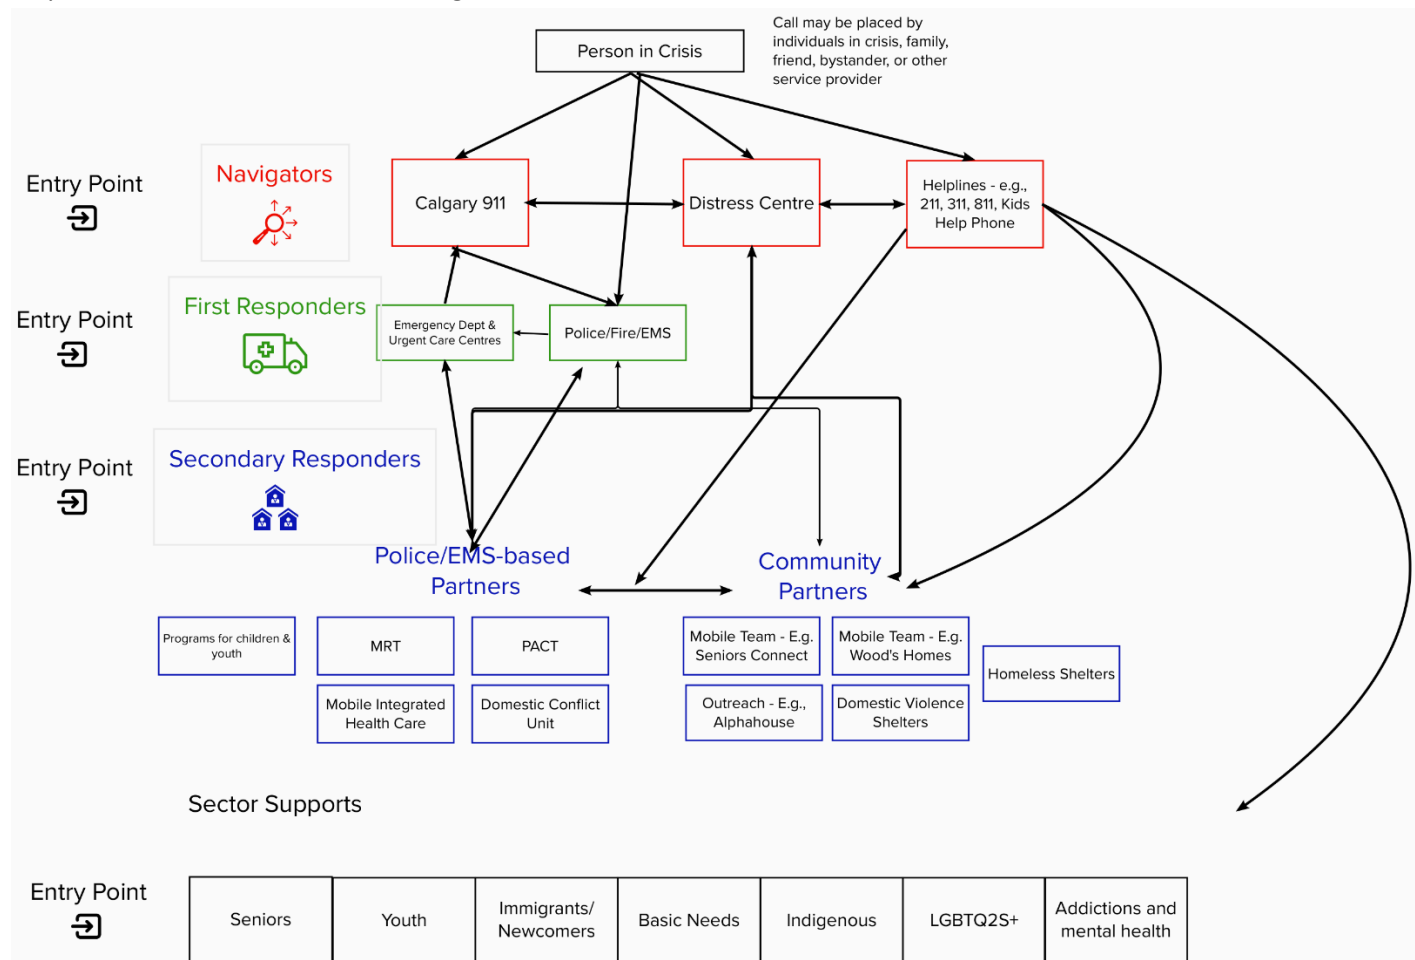 Person in Crisis
Call may be placed by
individuals in crisis, family,
friend, bystander, or other
service provider
Entry Point
Navigators
Calgary 911
Distress Centre
Helplines - e.g.,
211, 311, 811, Kids
Help Phone
Entry Point
First Responders
Emergency Dept &
Urgent Care Centres
Police/Fire/EMS
Entry Point
Secondary Responders
Police/EMS-based
Partners
Community
Partners
Programs for children &
youth
MRT
PACT
Mobile Team - E.g.
Seniors Connect
Mobile Team - E.g.
Wood's Homes
Homeless Shelters
Mobile Integrated
Health Care
Domestic Conflict
Unit
Outreach - E.g.,
Alphahouse
Domestic Violence
Shelters
Sector Supports
Entry Point
Seniors
Youth
Immigrants/
Newcomers
Basic Needs
Indigenous
LGBTQ2S+
Addictions and
mental health